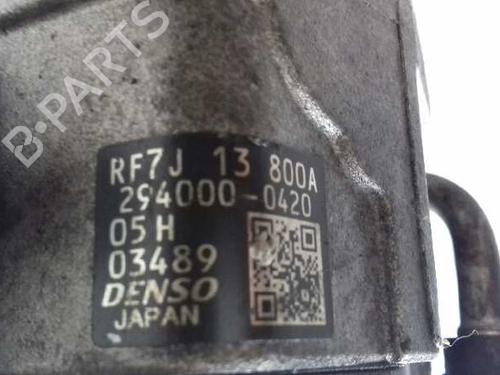 B-PARTS
RF7J 13 800A
294000-0420
05H
03489
DENSO
JAPAN